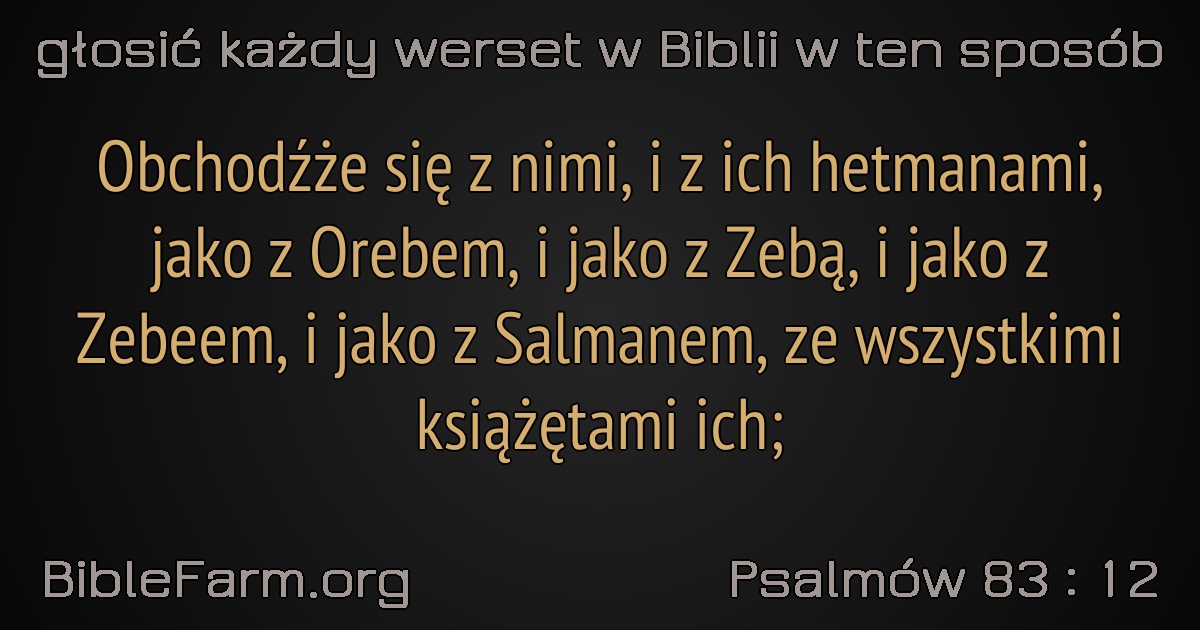 głosić każdy werset w Biblii w ten sposób
Obchodźże się z nimi, i z ich hetmanami,
jako z Orebem, i jako z Zebą, i jako z
Zebeem, i jako z Salmanem, ze wszystkimi
książętami ich;
BibleFarm.org
Psalmów 83 : 12